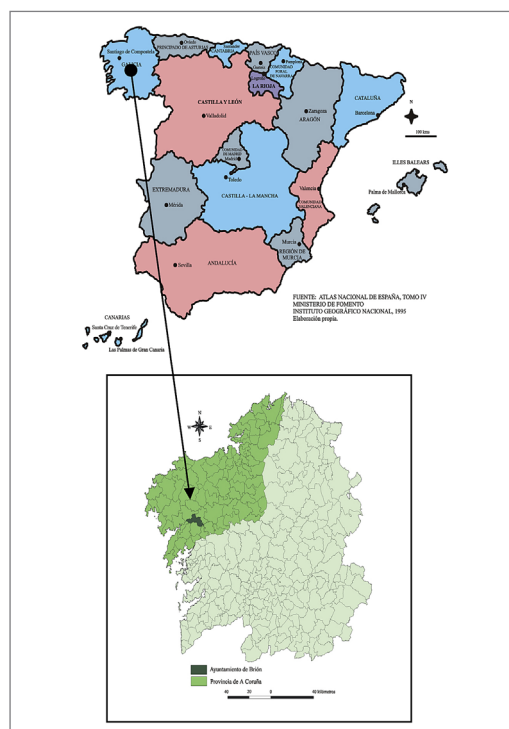 Oviedo
PRINCIPADO DE ASTURIAS
Santander
CANTABRIA
PAÍS VASCO
Santiago de Compostela
GALICIA
Pamplona
COMUNIDAD
FORAL
DE NAVARRA
Logroño
LA RIOJA
CATALUÑA
Barcelona
N
100 kms
CASTILLA Y LEÓN
Valladolid
Zaragoza
ARAGÓN
COMUNIDAD
DE MADRID
Madrid
ILLES BALEARS
Palma de Mallorca
Toledo
EXTREMADURA
Mérida
CASTILLA - LA MANCHA
Valencia
COMUNIDAD
VALENCIANA
Murcia
REGIÓN DE
MURCIA
Sevilla
ANDALUCÍA
FUENTE: ATLAS NACIONAL DE ESPAÑA, TOMO IV
MINISTERIO DE FOMENTO
INSTITUTO GEOGRÁFICO NACIONAL, 1995
Elaboración propia.
CANARIAS
Santa Cruz de Tenerife
Las Palmas de Gran Canaria
N
W E
S
Ayuntamiento de Brión
Provincia de A Coruña
40 20 0 40 kilómetros